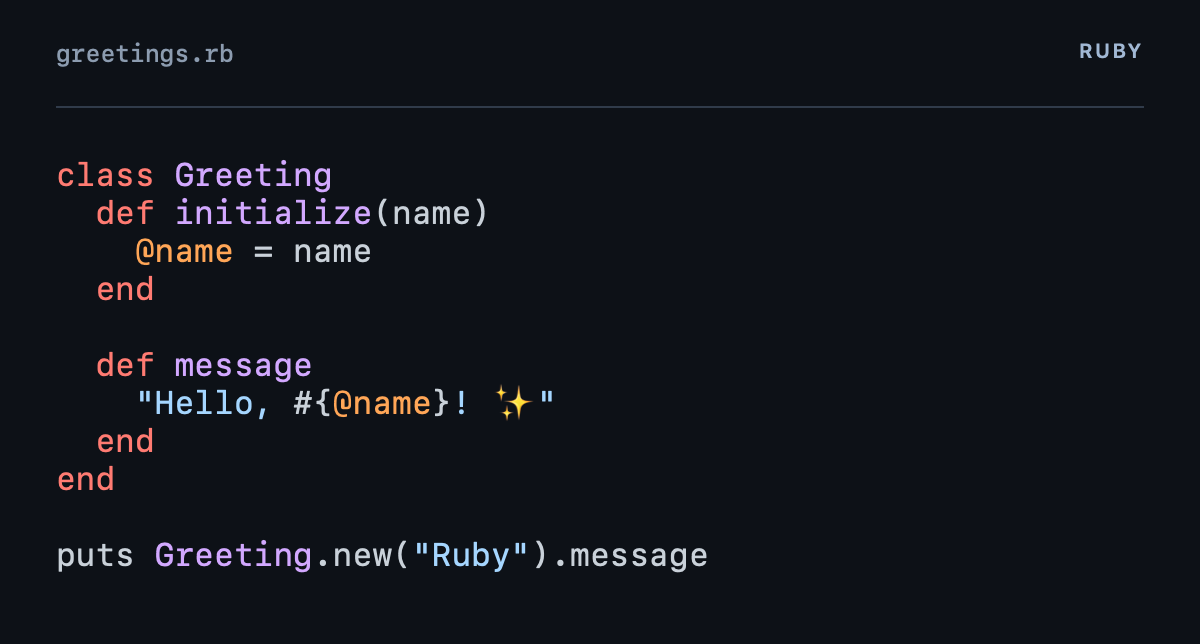 greetings.rb
RUBY
class Greeting
  def initialize(name)
    @name = name
  end

  def message
    "Hello, #{@name}! ✨"
  end
end

puts Greeting.new("Ruby").message